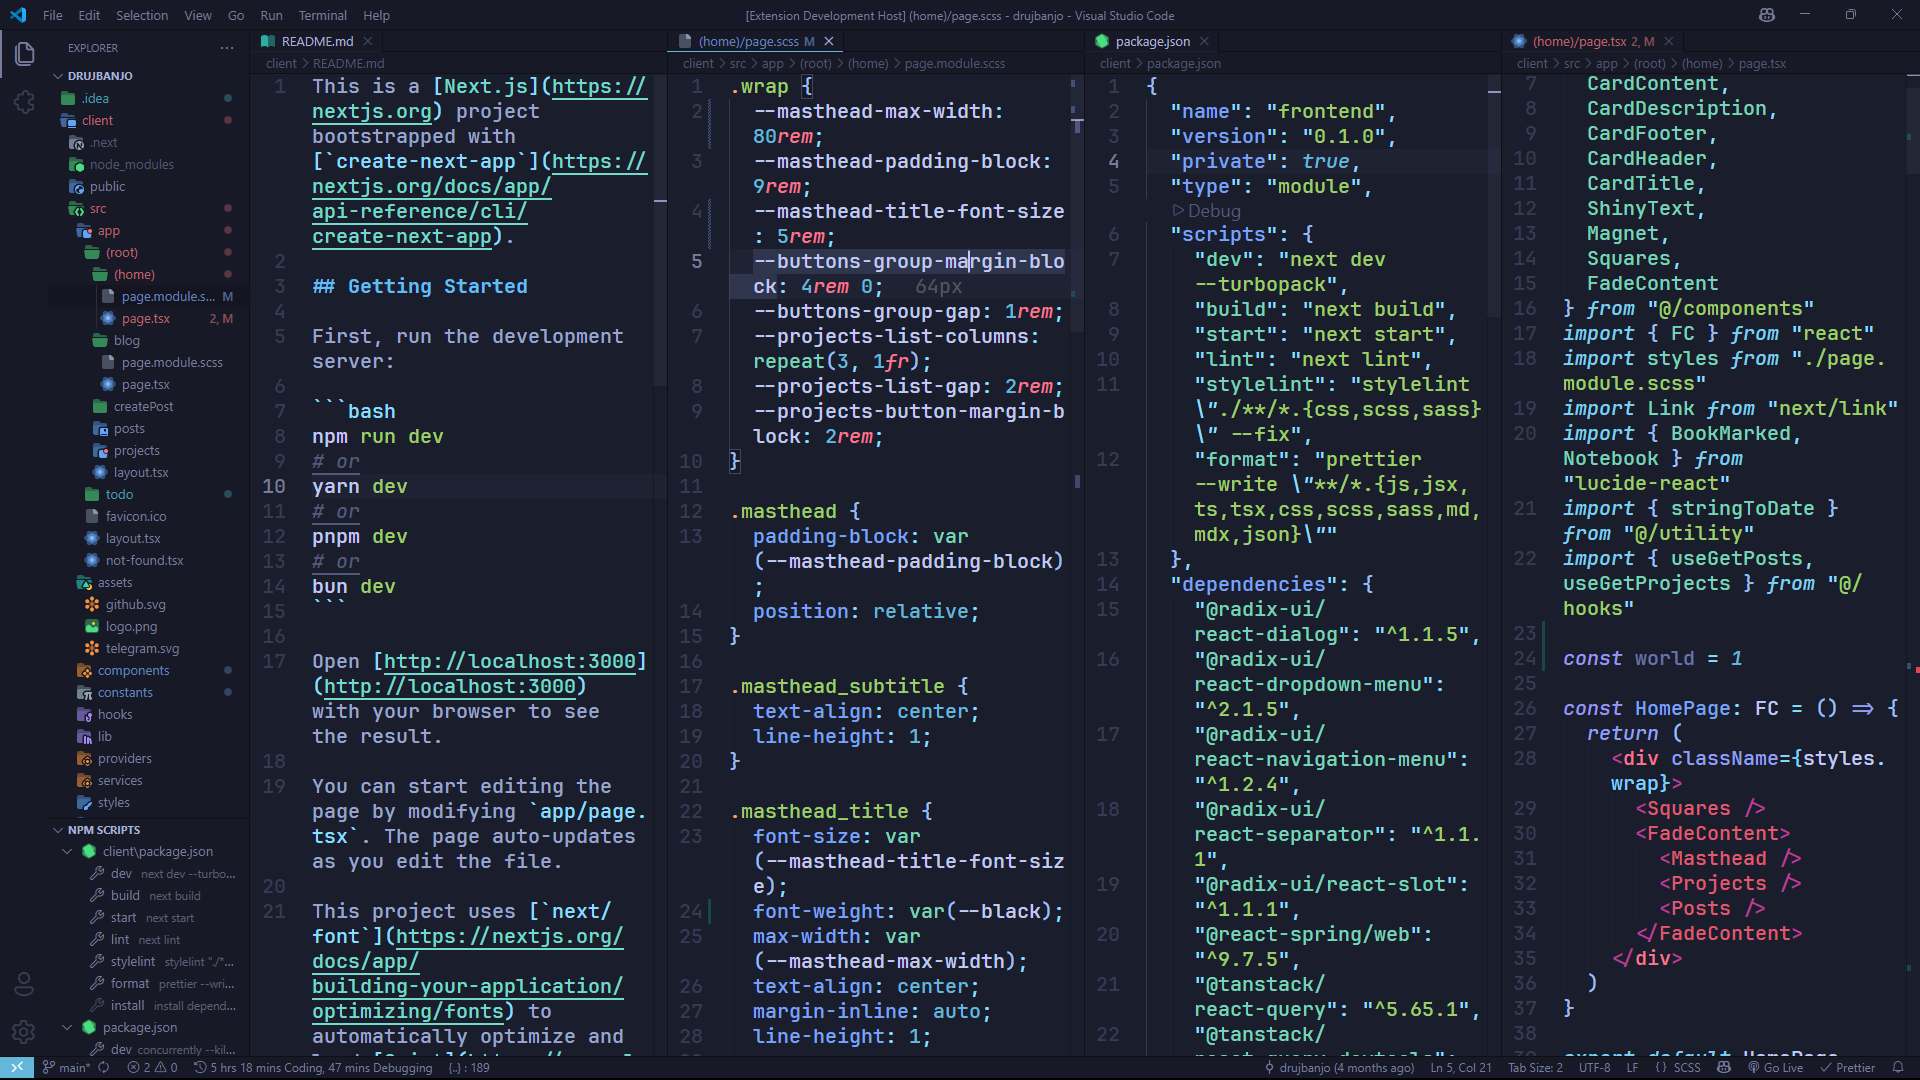 File Edit Selection View Go Run Terminal Help
[Extension Development Host] (home)/page.scss - drujbanjo - Visual Studio Code
EXPLORER
DRUJBANJO
.idea
client
.next
node_modules
public
src
app
(root)
(home)
page.module.s... M
page.tsx 2, M
blog
page.module.scss
page.tsx
createPost
posts
projects
layout.tsx
todo
favicon.ico
layout.tsx
not-found.tsx
assets
github.svg
logo.png
telegram.svg
components
constants
hooks
lib
providers
services
styles
NPM SCRIPTS
client\package.json
dev next dev --turbo...
build next build
start next start
lint next lint
stylelint stylelint "./*...
format prettier --wri...
install install depend...
package.json
dev concurrently --kil...
README.md
client > README.md
1 This is a [Next.js](https://
nextjs.org) project
bootstrapped with
[`create-next-app`](https://
nextjs.org/docs/app/
api-reference/cli/
create-next-app).
2
3 ## Getting Started
4
5 First, run the development
server:
6
7 ```bash
8 npm run dev
9 # or
10 yarn dev
11 # or
12 pnpm dev
13 # or
14 bun dev
15 ```
16
17 Open [http://localhost:3000]
(http://localhost:3000)
with your browser to see
the result.
18
19 You can start editing the
page by modifying `app/page.
tsx`. The page auto-updates
as you edit the file.
20
21 This project uses [`next/
font`](https://nextjs.org/
docs/app/
building-your-application/
optimizing/fonts) to
automatically optimize and
(home)/page.scss M
client > src > app > (root) > (home) > page.module.scss
1 .wrap {
2 --masthead-max-width:
80rem;
3 --masthead-padding-block:
9rem;
4 --masthead-title-font-size
: 5rem;
5 --buttons-group-margin-blo
ck: 4rem 0; 64px
6 --buttons-group-gap: 1rem;
7 --projects-list-columns:
repeat(3, 1fr);
8 --projects-list-gap: 2rem;
9 --projects-button-margin-b
lock: 2rem;
10 }
11
12 .masthead {
13 padding-block: var
(--masthead-padding-block)
;
14 position: relative;
15 }
16
17 .masthead_subtitle {
18 text-align: center;
19 line-height: 1;
20 }
21
22 .masthead_title {
23 font-size: var
(--masthead-title-font-siz
e);
24 font-weight: var(--black);
25 max-width: var
(--masthead-max-width);
26 text-align: center;
27 margin-inline: auto;
28 line-height: 1;
package.json
client > package.json
1 {
2 "name": "frontend",
3 "version": "0.1.0",
4 "private": true,
5 "type": "module",
Debug
6 "scripts": {
7 "dev": "next dev
--turbopack",
8 "build": "next build",
9 "start": "next start",
10 "lint": "next lint",
11 "stylelint": "stylelint
\"./**/*.{css,scss,sass}
\" --fix",
12 "format": "prettier
--write \"**/*.{js,jsx,
ts,tsx,css,scss,sass,md,
mdx,json}\""
13 },
14 "dependencies": {
15 "@radix-ui/
react-dialog": "^1.1.5",
16 "@radix-ui/
react-dropdown-menu":
"^2.1.5",
17 "@radix-ui/
react-navigation-menu":
"^1.2.4",
18 "@radix-ui/
react-separator": "^1.1.
1",
19 "@radix-ui/react-slot":
"^1.1.1",
20 "@react-spring/web":
"^9.7.5",
21 "@tanstack/
react-query": "^5.65.1",
22 "@tanstack/
(home)/page.tsx 2, M
client > src > app > (root) > (home) > page.tsx
7 CardContent,
8 CardDescription,
9 CardFooter,
10 CardHeader,
11 CardTitle,
12 ShinyText,
13 Magnet,
14 Squares,
15 FadeContent
16 } from "@/components"
17 import { FC } from "react"
18 import styles from "./page.
module.scss"
19 import Link from "next/link"
20 import { BookMarked,
Notebook } from
"lucide-react"
21 import { stringToDate }
from "@/utility"
22 import { useGetPosts,
useGetProjects } from "@/
hooks"
23
24 const world = 1
25
26 const HomePage: FC = () => {
27 return (
28 <div className={styles.
wrap}>
29 <Squares />
30 <FadeContent>
31 <Masthead />
32 <Projects />
33 <Posts />
34 </FadeContent>
35 </div>
36 )
37 }
38
39 export default HomePage
main* 2 0 5 hrs 18 mins Coding, 47 mins Debugging {..} : 189
drujbanjo (4 months ago) Ln 5, Col 21 Tab Size: 2 UTF-8 LF { } SCSS Go Live Prettier